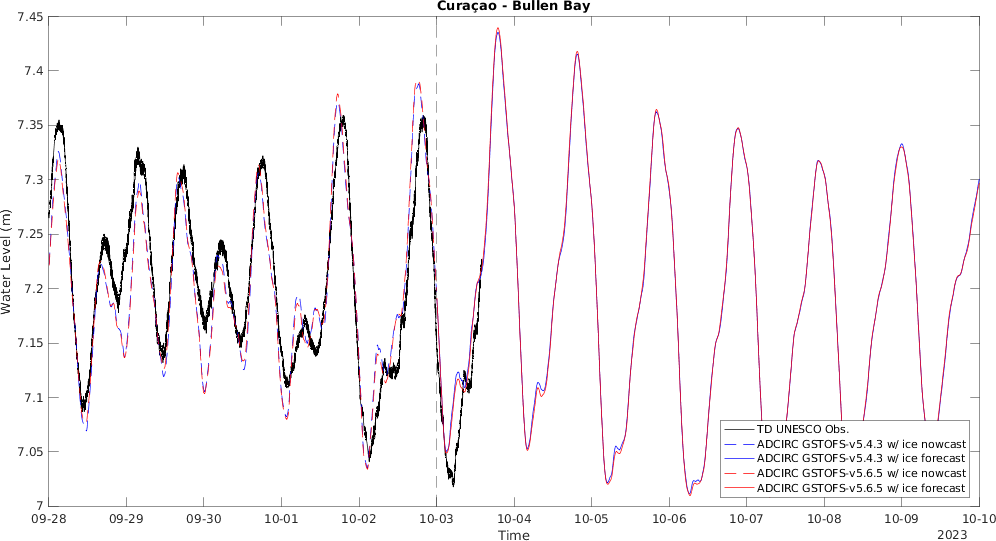 Curaçao - Bullen Bay
7.45
7.4
7.35
7.3
7.25
7.2
7.15
7.1
7.05
7
Water Level (m)
TD UNESCO Obs.
ADCIRC GSTOFS-v5.4.3 w/ ice nowcast
ADCIRC GSTOFS-v5.4.3 w/ ice forecast
ADCIRC GSTOFS-v5.6.5 w/ ice nowcast
ADCIRC GSTOFS-v5.6.5 w/ ice forecast
09-28 09-29 09-30 10-01 10-02 10-03 10-04 10-05 10-06 10-07 10-08 10-09 10-10
Time
2023